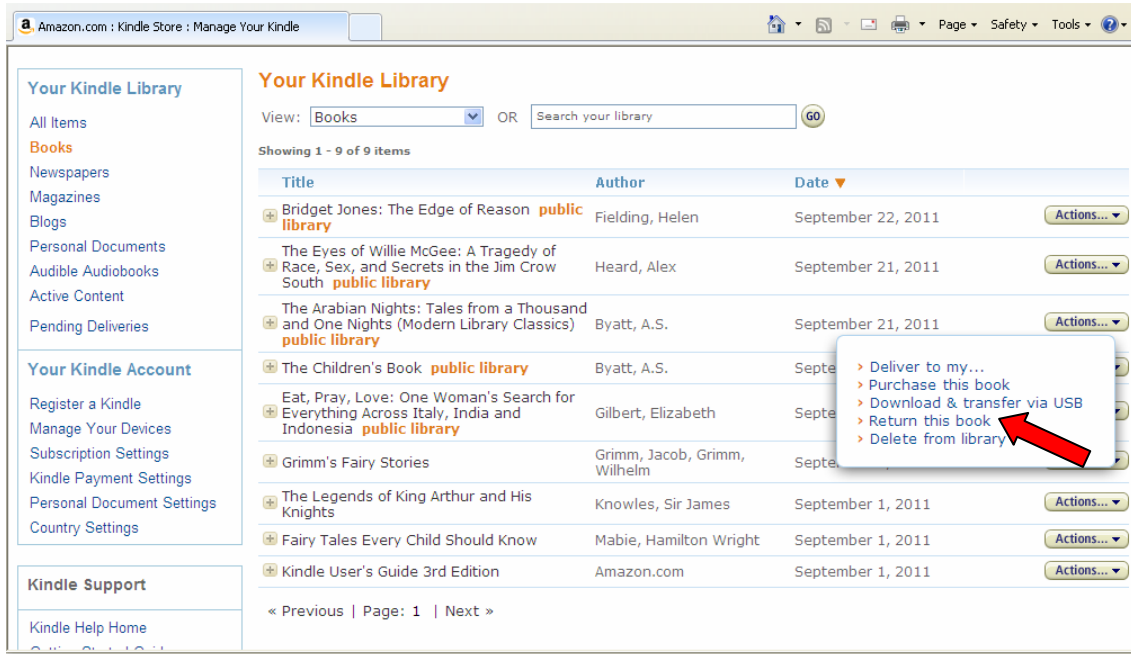 Amazon.com : Kindle Store : Manage Your Kindle
Page
Safety
Tools
Your Kindle Library
All Items
Books
Newspapers
Magazines
Blogs
Personal Documents
Audible Audiobooks
Active Content
Pending Deliveries
Your Kindle Account
Register a Kindle
Manage Your Devices
Subscription Settings
Kindle Payment Settings
Personal Document Settings
Country Settings
Kindle Support
Kindle Help Home
Your Kindle Library
View: Books OR Search your library GO
Showing 1 - 9 of 9 items
Title Author Date
Bridget Jones: The Edge of Reason public
library
Fielding, Helen September 22, 2011 Actions...
The Eyes of Willie McGee: A Tragedy of
Race, Sex, and Secrets in the Jim Crow
South public library
Heard, Alex September 21, 2011 Actions...
The Arabian Nights: Tales from a Thousand
and One Nights (Modern Library Classics)
public library
Byatt, A.S. September 21, 2011 Actions...
The Children's Book public library Byatt, A.S. Septe
Eat, Pray, Love: One Woman's Search for
Everything Across Italy, India and
Indonesia public library
Gilbert, Elizabeth Septe
Grimm's Fairy Stories
Grimm, Jacob, Grimm,
Wilhelm
Septe
> Deliver to my...
> Purchase this book
> Download & transfer via USB
> Return this book
> Delete from library
The Legends of King Arthur and His
Knights
Knowles, Sir James September 1, 2011 Actions...
Fairy Tales Every Child Should Know Mabie, Hamilton Wright September 1, 2011 Actions...
Kindle User's Guide 3rd Edition Amazon.com September 1, 2011 Actions...
« Previous | Page: 1 | Next »